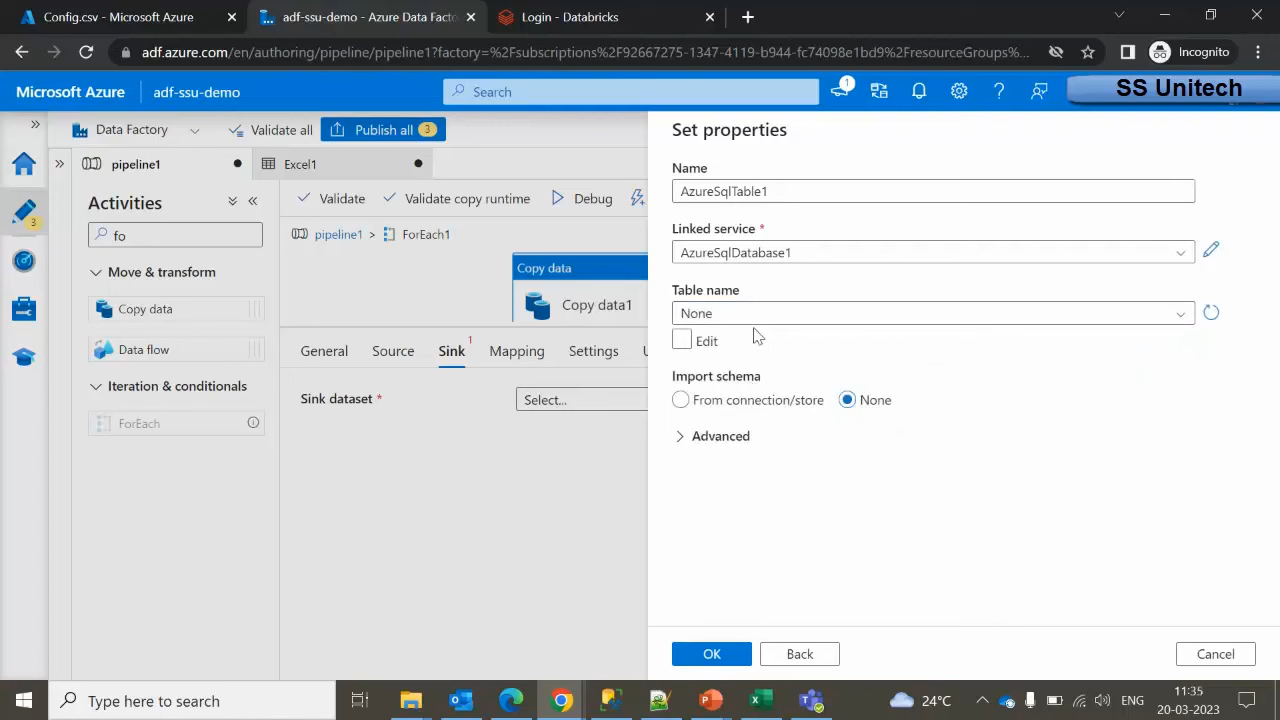 Config.csv - Microsoft Azure
adf-ssu-demo - Azure Data Facto
Login - Databricks
adf.azure.com/en/authoring/pipeline/pipeline1?factory=%2Fsubscriptions%2F92667275-1347-4119-b944-fc74098e1bd9%2FresourceGroups%...
Incognito
Microsoft Azure
adf-ssu-demo
Search
1
SS Unitech
Data Factory
Validate all
Publish all
3
Set properties
pipeline1
Excel1
Name
AzureSqlTable1
3
Activities
fo
Validate
Validate copy runtime
Debug
pipeline1 > ForEach1
Linked service *
AzureSqlDatabase1
Move & transform
Copy data
Data flow
Iteration & conditionals
ForEach
Copy data
Copy data1
Table name
None
Edit
General
Source
Sink
1
Mapping
Settings
U
Sink dataset *
Select...
Import schema
From connection/store
None
Advanced
OK
Back
Cancel
Type here to search
24°C
ENG
11:35
20-03-2023